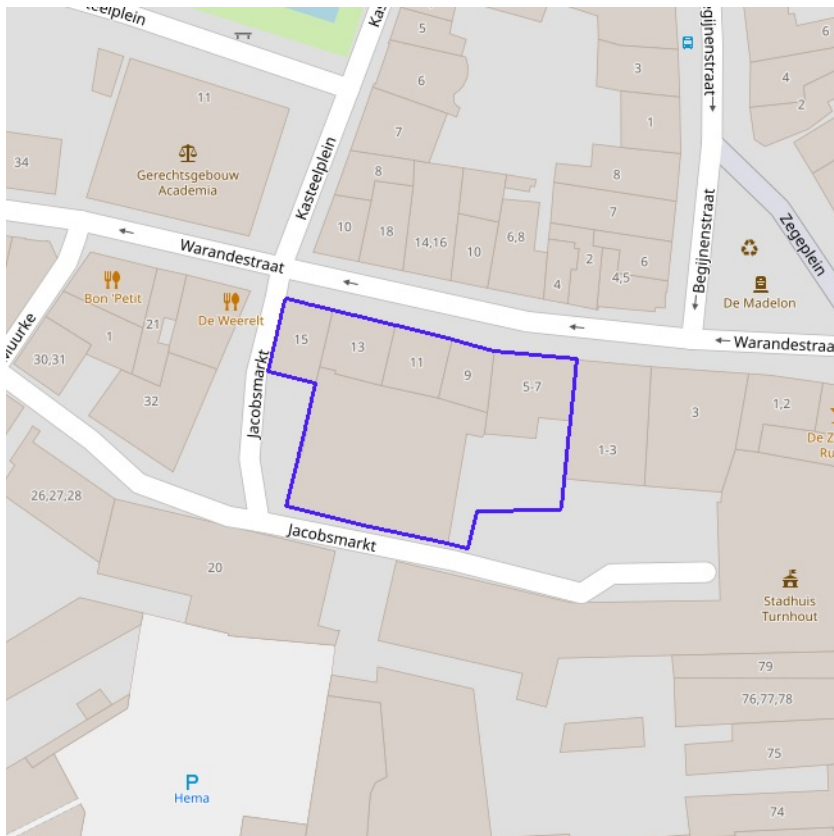 Kasteelplein
11
Gerechtsgebouw
Academia
34
5
6
7
8
10
18
14,16
10
6,8
Kasteelplein
Begijnenstraat
3
1
8
7
2
6
4,5
4
6
4
2
Begijnenstraat
Zegeplein
De Madelon
Warandestraat
Warandestraat
Bon 'Petit
De Weerelt
21
1
30,31
32
Jacobsmarkt
15
13
11
9
5-7
1-3
3
1,2
26,27,28
20
Jacobsmarkt
Stadhuis
Turnhout
79
76,77,78
75
74
P
Hema